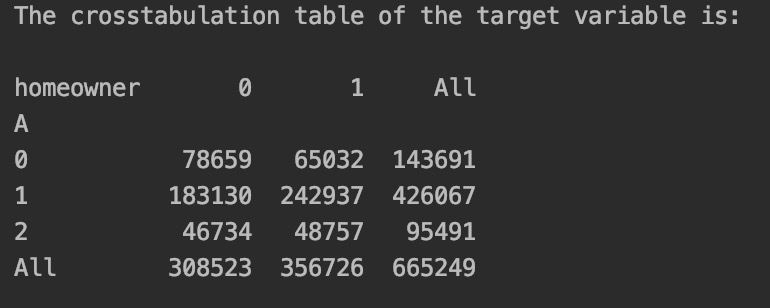 The crosstabulation table of the target variable is:
homeowner 0 1 All
A
0 78659 65032 143691
1 183130 242937 426067
2 46734 48757 95491
All 308523 356726 665249